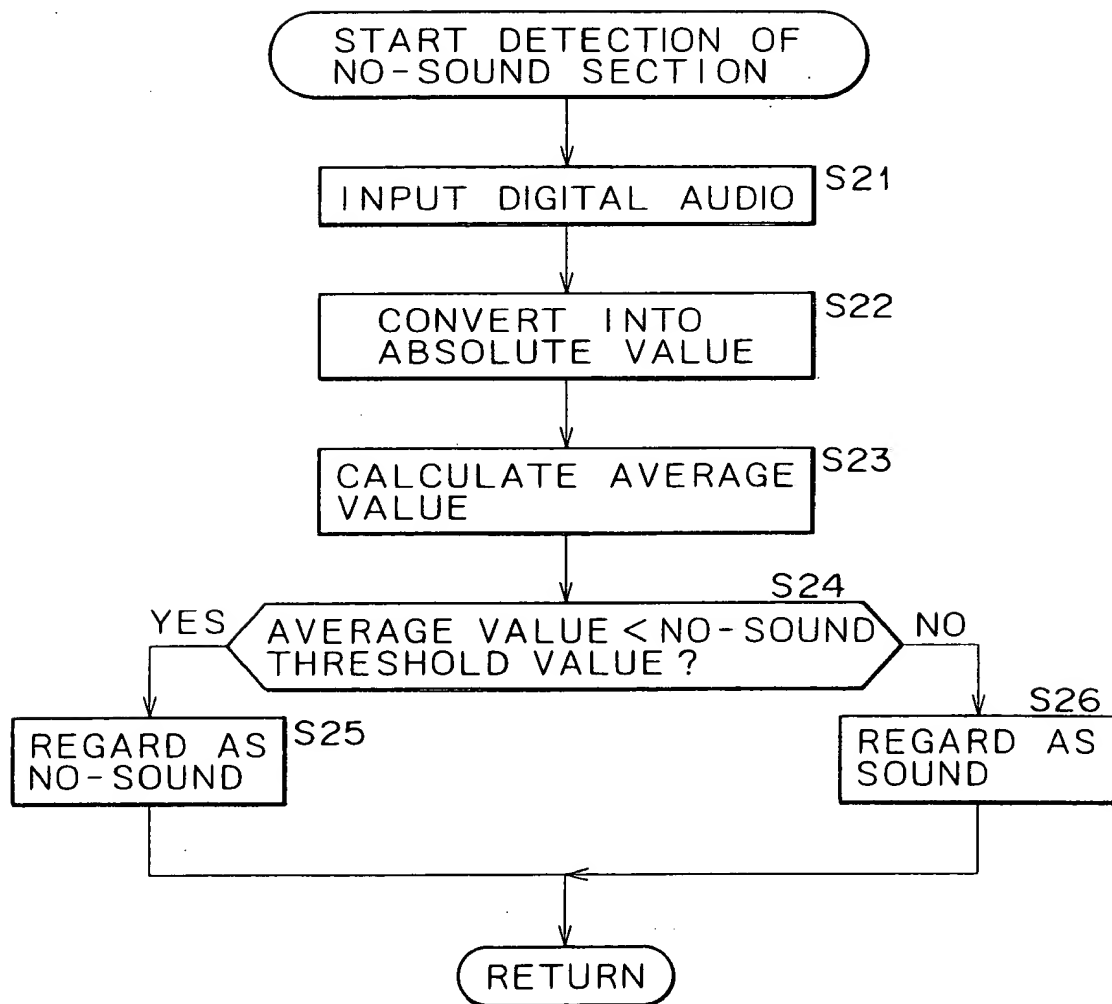 START DETECTION OF
NO-SOUND SECTION
S21
INPUT DIGITAL AUDIO
S22
CONVERT INTO
ABSOLUTE VALUE
S23
CALCULATE AVERAGE
VALUE
S24
YES
AVERAGE VALUE < NO-SOUND
THRESHOLD VALUE ?
NO
S25
REGARD AS
NO-SOUND
S26
REGARD AS
SOUND
RETURN